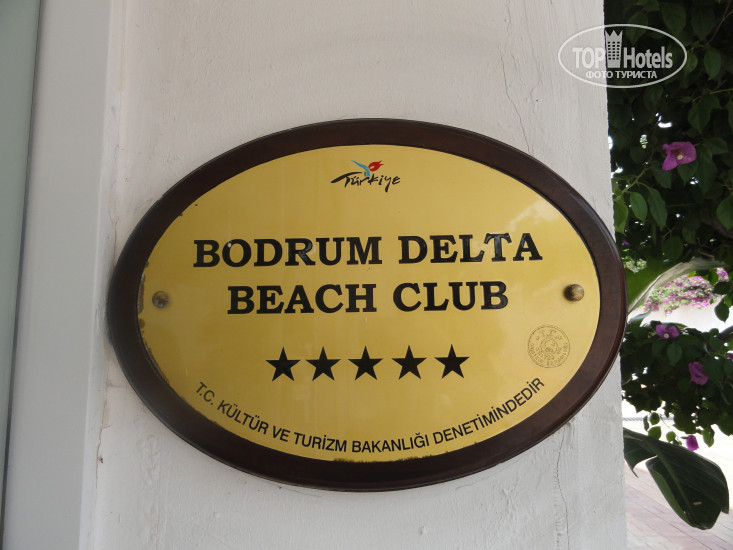 TOP Hotels
ФОТО ТУРИСТА
Türkiye
BODRUM DELTA
BEACH CLUB
★★★★★
T.C. KÜLTÜR VE TURİZM BAKANLIĞI DENETİMİNDEDİR